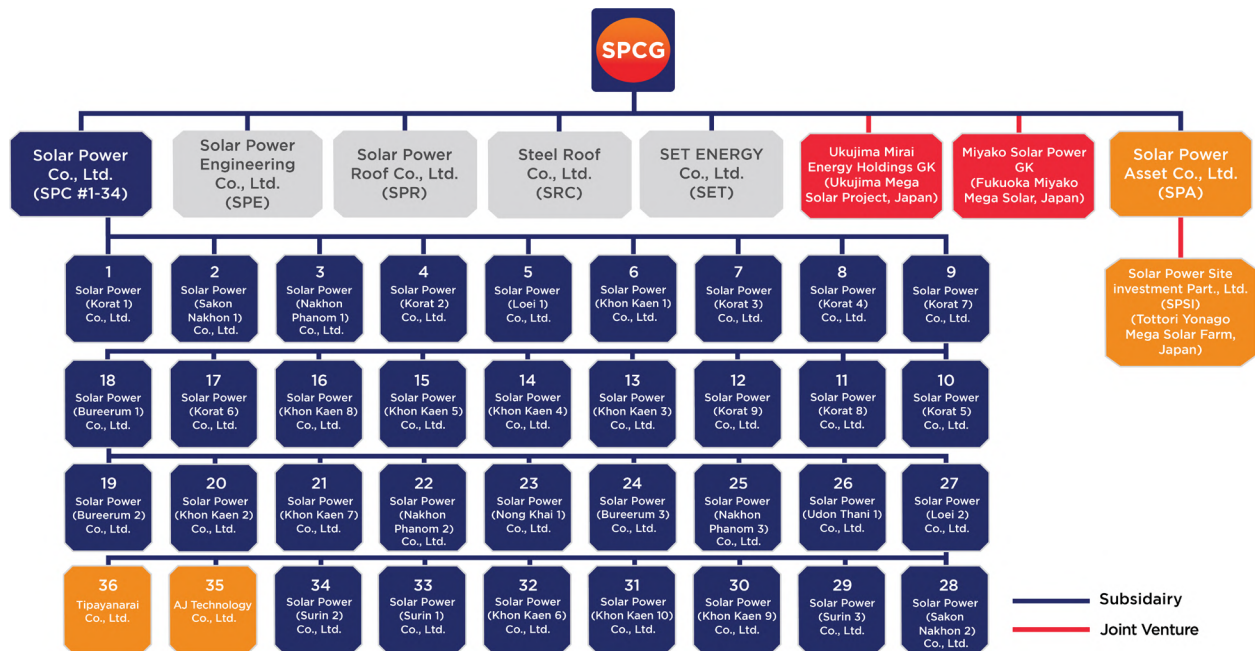 SPCG
Solar Power
Co., Ltd.
(SPC #1-34)
Solar Power
Engineering
Co., Ltd.
(SPE)
Solar Power
Roof Co., Ltd.
(SPR)
Steel Roof
Co., Ltd.
(SRC)
SET ENERGY
Co., Ltd.
(SET)
Ukujima Mirai
Energy Holdings GK
(Ukujima Mega
Solar Project, Japan)
Miyako Solar Power
GK
(Fukuoka Miyako
Mega Solar, Japan)
Solar Power
Asset Co., Ltd.
(SPA)
Solar Power Site
investment Part., Ltd.
(SPSI)
(Tottori Yonago
Mega Solar Farm,
Japan)
1
Solar Power
(Korat 1)
Co., Ltd.
2
Solar Power
(Sakon
Nakhon 1)
Co., Ltd.
3
Solar Power
(Nakhon
Phanom 1)
Co., Ltd.
4
Solar Power
(Korat 2)
Co., Ltd.
5
Solar Power
(Loei 1)
Co., Ltd.
6
Solar Power
(Khon Kaen 1)
Co., Ltd.
7
Solar Power
(Korat 3)
Co., Ltd.
8
Solar Power
(Korat 4)
Co., Ltd.
9
Solar Power
(Korat 7)
Co., Ltd.
18
Solar Power
(Bureerum 1)
Co., Ltd.
17
Solar Power
(Korat 6)
Co., Ltd.
16
Solar Power
(Khon Kaen 8)
Co., Ltd.
15
Solar Power
(Khon Kaen 5)
Co., Ltd.
14
Solar Power
(Khon Kaen 4)
Co., Ltd.
13
Solar Power
(Khon Kaen 3)
Co., Ltd.
12
Solar Power
(Korat 9)
Co., Ltd.
11
Solar Power
(Korat 8)
Co., Ltd.
10
Solar Power
(Korat 5)
Co., Ltd.
19
Solar Power
(Bureerum 2)
Co., Ltd.
20
Solar Power
(Khon Kaen 2)
Co., Ltd.
21
Solar Power
(Khon Kaen 7)
Co., Ltd.
22
Solar Power
(Nakhon
Phanom 2)
Co., Ltd.
23
Solar Power
(Nong Khai 1)
Co., Ltd.
24
Solar Power
(Bureerum 3)
Co., Ltd.
25
Solar Power
(Nakhon
Phanom 3)
Co., Ltd.
26
Solar Power
(Udon Thani 1)
Co., Ltd.
27
Solar Power
(Loei 2)
Co., Ltd.
36
Tipayanarai
Co., Ltd.
35
AJ Technology
Co., Ltd.
34
Solar Power
(Surin 2)
Co., Ltd.
33
Solar Power
(Surin 1)
Co., Ltd.
32
Solar Power
(Khon Kaen 6)
Co., Ltd.
31
Solar Power
(Khon Kaen 10)
Co., Ltd.
30
Solar Power
(Khon Kaen 9)
Co., Ltd.
29
Solar Power
(Surin 3)
Co., Ltd.
28
Solar Power
(Sakon
Nakhon 2)
Co., Ltd.
Subsidairy
Joint Venture